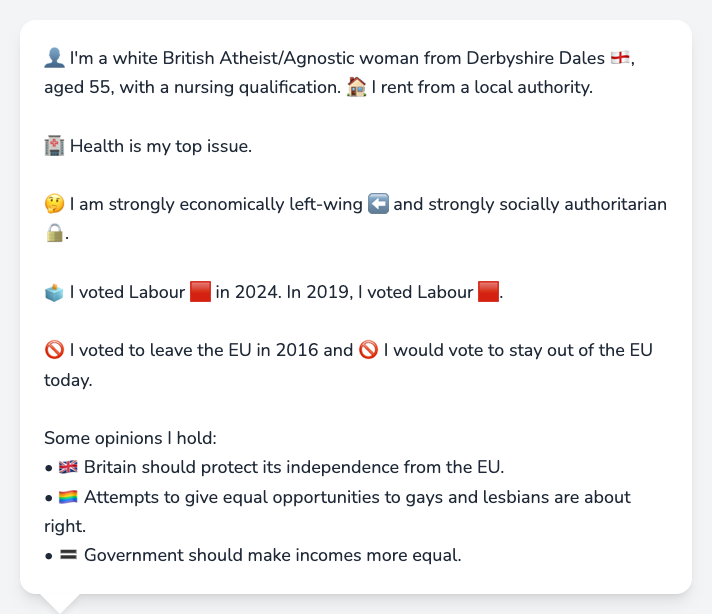 👤 I'm a white British Atheist/Agnostic woman from Derbyshire Dales 🏴󠁧󠁢󠁥󠁮󠁧󠁿,
aged 55, with a nursing qualification. 🏠 I rent from a local authority.
🏥 Health is my top issue.
🤔 I am strongly economically left-wing ⬅️ and strongly socially authoritarian
🔒.
🗳️ I voted Labour 🟥 in 2024. In 2019, I voted Labour 🟥.
🚫 I voted to leave the EU in 2016 and 🚫 I would vote to stay out of the EU
today.
Some opinions I hold:
• 🇬🇧 Britain should protect its independence from the EU.
• 🏳️‍🌈 Attempts to give equal opportunities to gays and lesbians are about
right.
• 🟰 Government should make incomes more equal.